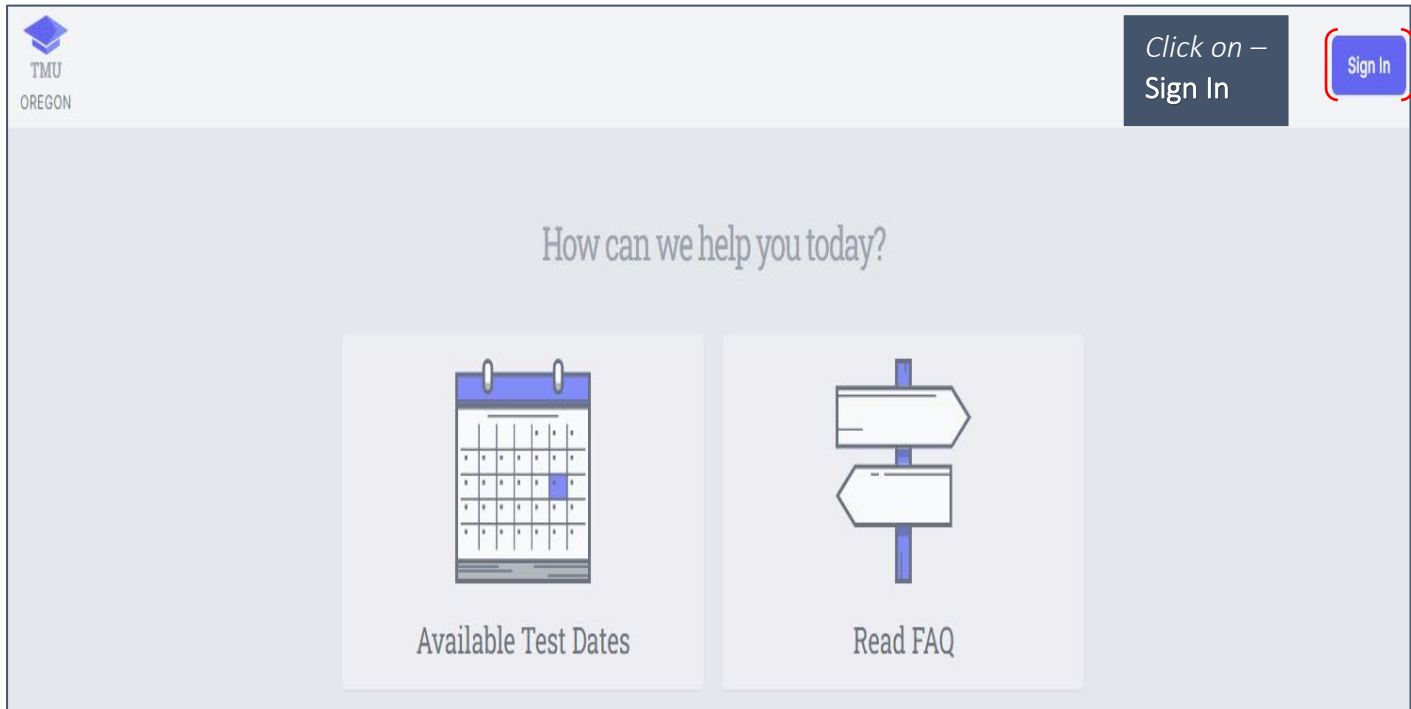 TMU
OREGON
Click on –
Sign In
Sign In
How can we help you today?
Available Test Dates
Read FAQ